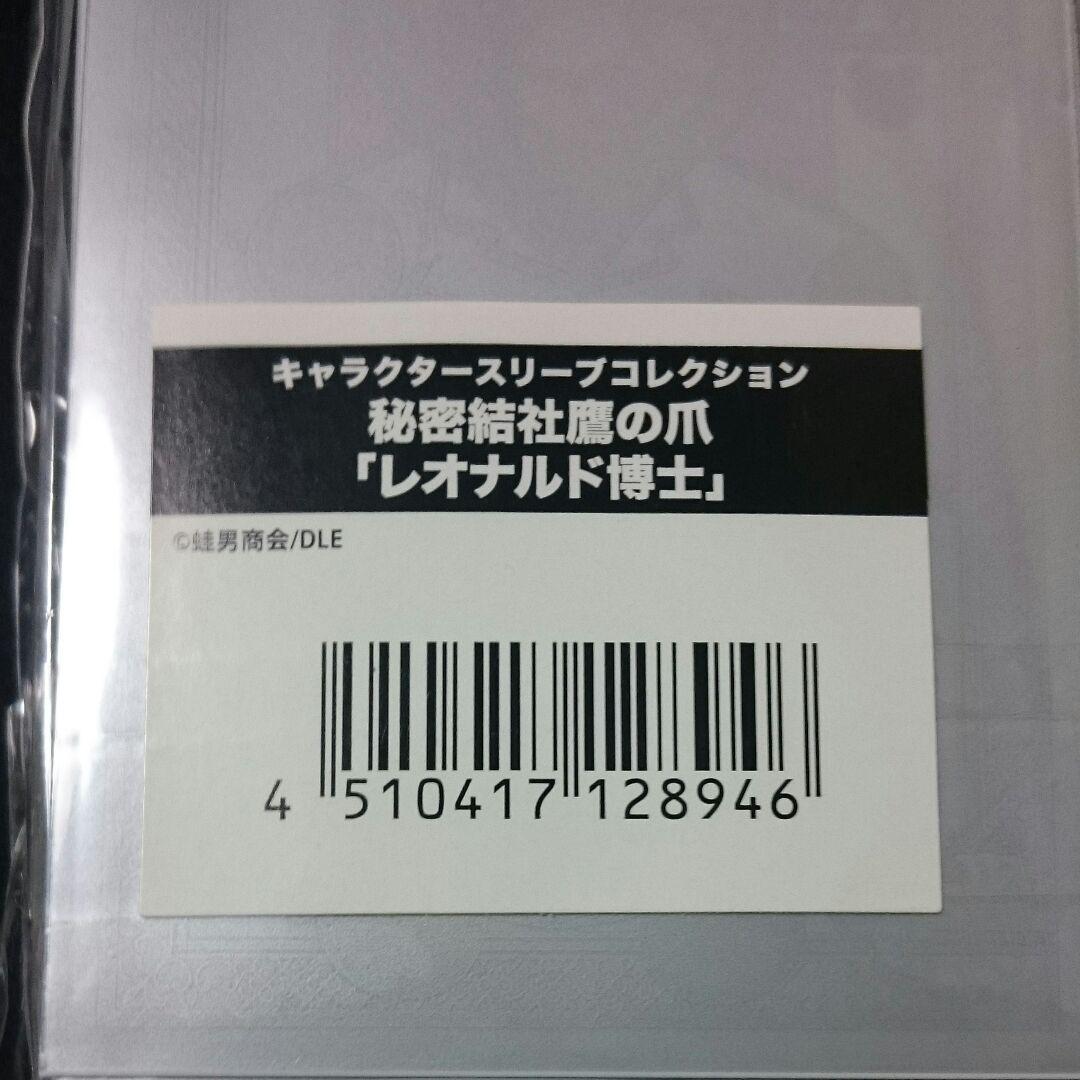 キャラクタースリーブコレクション
秘密結社鷹の爪
「レオナルド博士」
©蛙男商会/DLE
4 510417 128946